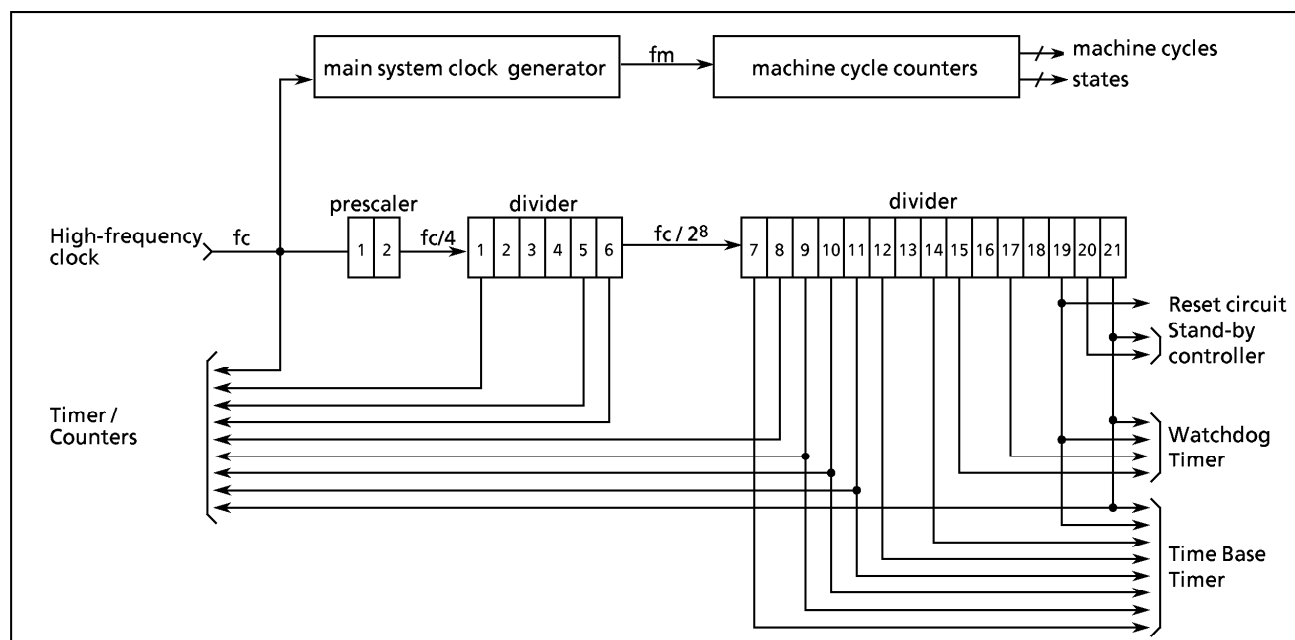 main system clock generator
fm
machine cycle counters
machine cycles
states
High-frequency
clock
fc
prescaler
1 2
fc/4
divider
1 2 3 4 5 6
fc / 2⁸
divider
7 8 9 10 11 12 13 14 15 16 17 18 19 20 21
Reset circuit
Stand-by
controller
Timer /
Counters
Watchdog
Timer
Time Base
Timer